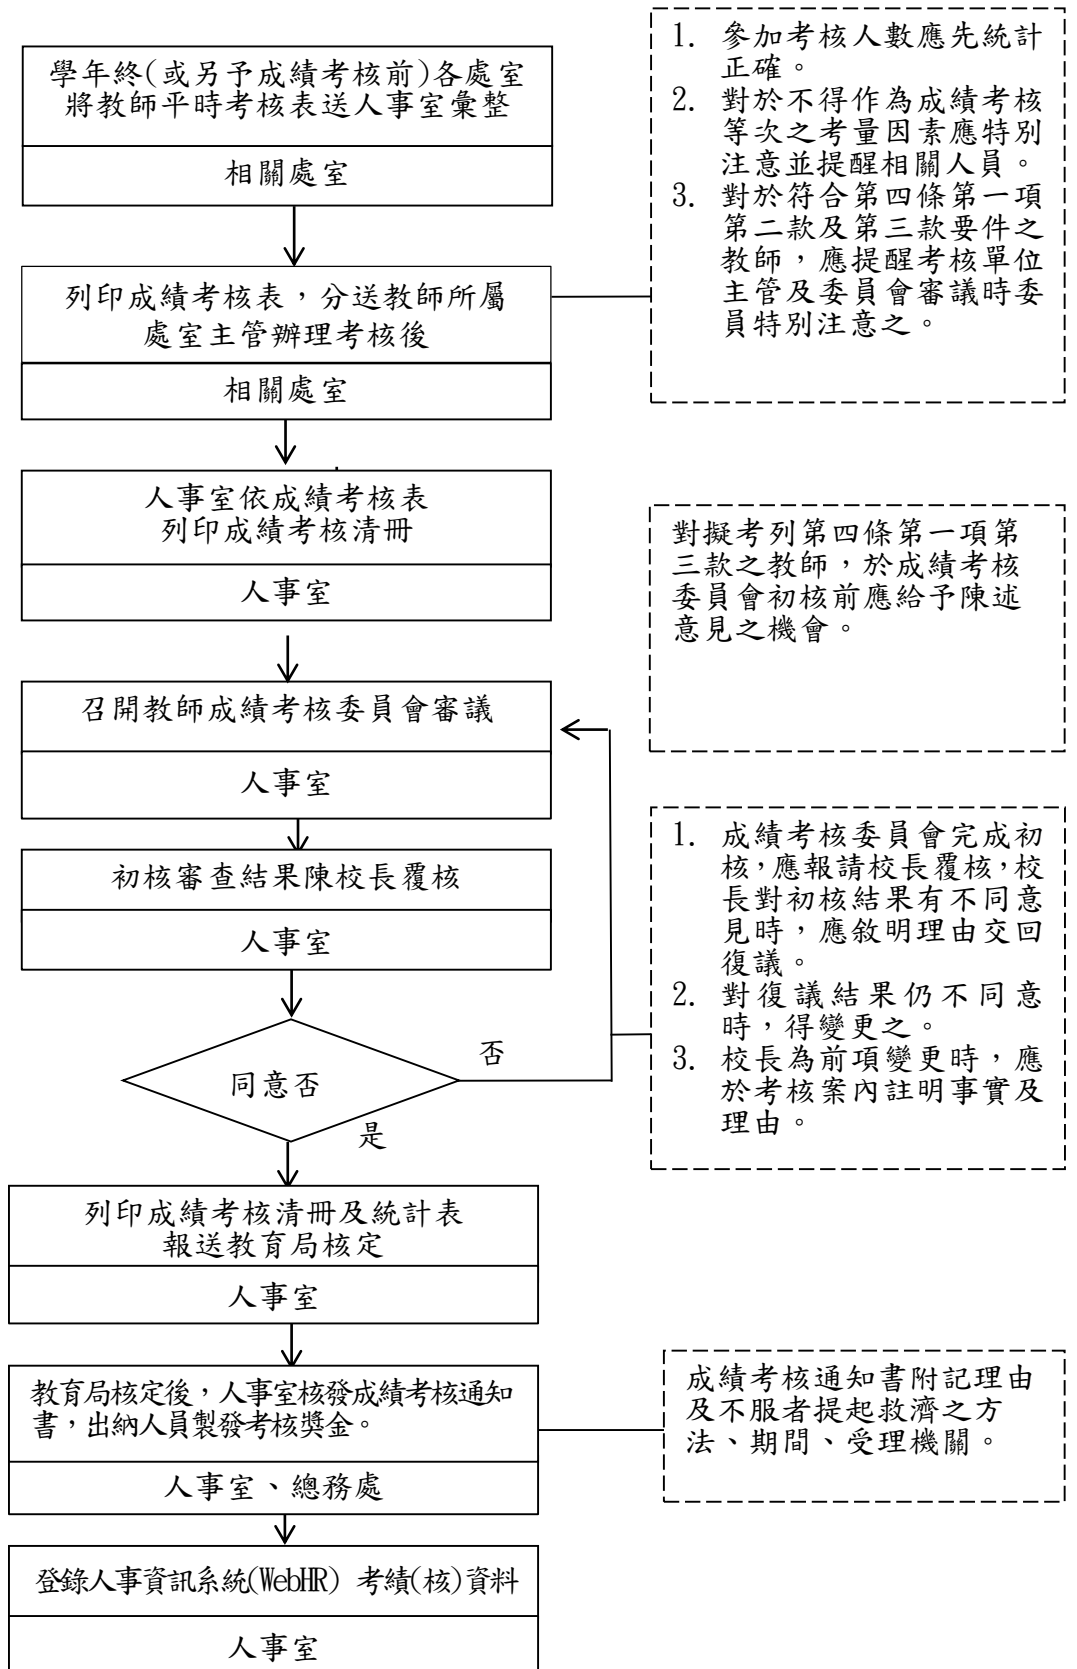 學年終(或另予成績考核前)各處室
將教師平時考核表送人事室彙整
相關處室
1. 參加考核人數應先統計
正確。
2. 對於不得作為成績考核
等次之考量因素應特別
注意並提醒相關人員。
3. 對於符合第四條第一項
第二款及第三款要件之
教師，應提醒考核單位
主管及委員會審議時委
員特別注意之。
列印成績考核表，分送教師所屬
處室主管辦理考核後
相關處室
人事室依成績考核表
列印成績考核清冊
人事室
對擬考列第四條第一項第
三款之教師，於成績考核
委員會初核前應給予陳述
意見之機會。
召開教師成績考核委員會審議
人事室
初核審查結果陳校長覆核
人事室
1. 成績考核委員會完成初
核，應報請校長覆核，校
長對初核結果有不同意
見時，應敘明理由交回
復議。
2. 對復議結果仍不同意
時，得變更之。
3. 校長為前項變更時，應
於考核案內註明事實及
理由。
同意否
否
是
列印成績考核清冊及統計表
報送教育局核定
人事室
教育局核定後，人事室核發成績考核通知
書，出納人員製發考核獎金。
人事室、總務處
成績考核通知書附記理由
及不服者提起救濟之方
法、期間、受理機關。
登錄人事資訊系統(WebHR) 考績(核)資料
人事室